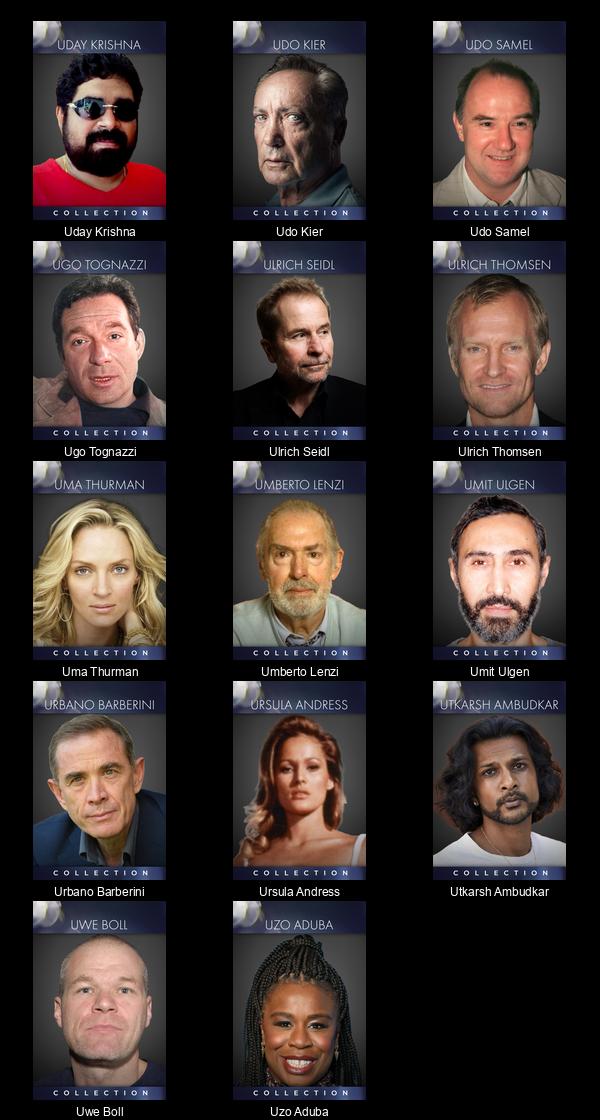 UDAY KRISHNA
COLLECTION
Uday Krishna
UDO KIER
COLLECTION
Udo Kier
UDO SAMEL
COLLECTION
Udo Samel
UGO TOGNAZZI
COLLECTION
Ugo Tognazzi
ULRICH SEIDL
COLLECTION
Ulrich Seidl
ULRICH THOMSEN
COLLECTION
Ulrich Thomsen
UMA THURMAN
COLLECTION
Uma Thurman
UMBERTO LENZI
COLLECTION
Umberto Lenzi
UMIT ULGEN
COLLECTION
Umit Ulgen
URBANO BARBERINI
COLLECTION
Urbano Barberini
URSULA ANDRESS
COLLECTION
Ursula Andress
UTKARSH AMBUDKAR
COLLECTION
Utkarsh Ambudkar
UWE BOLL
COLLECTION
Uwe Boll
UZO ADUBA
COLLECTION
Uzo Aduba